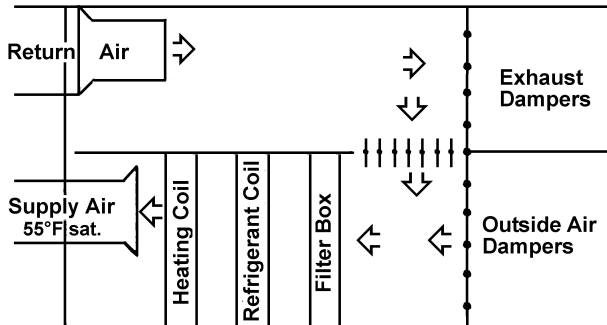 Return Air
Exhaust
Dampers
Supply Air
55°F sat.
Heating Coil
Refrigerant Coil
Filter Box
Outside Air
Dampers